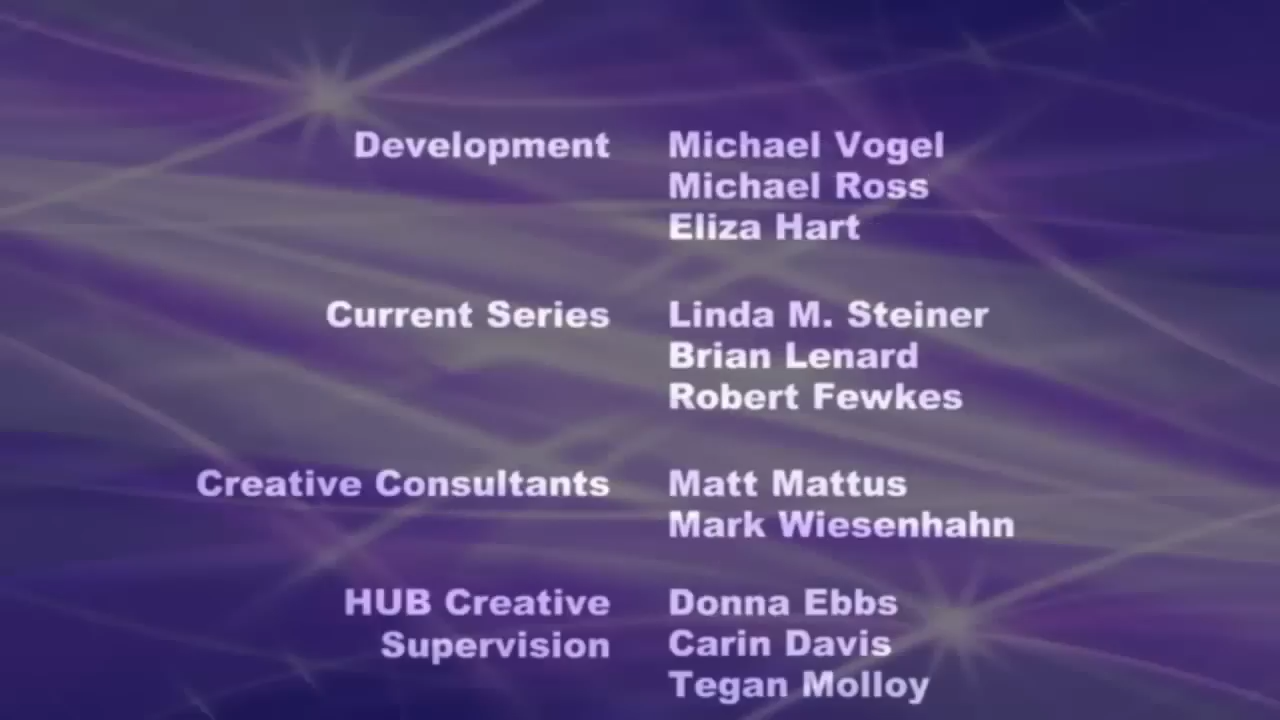 Development Michael Vogel
Michael Ross
Eliza Hart
Current Series Linda M. Steiner
Brian Lenard
Robert Fewkes
Creative Consultants Matt Mattus
Mark Wiesenhahn
HUB Creative Donna Ebbs
Supervision Carin Davis
Tegan Molloy